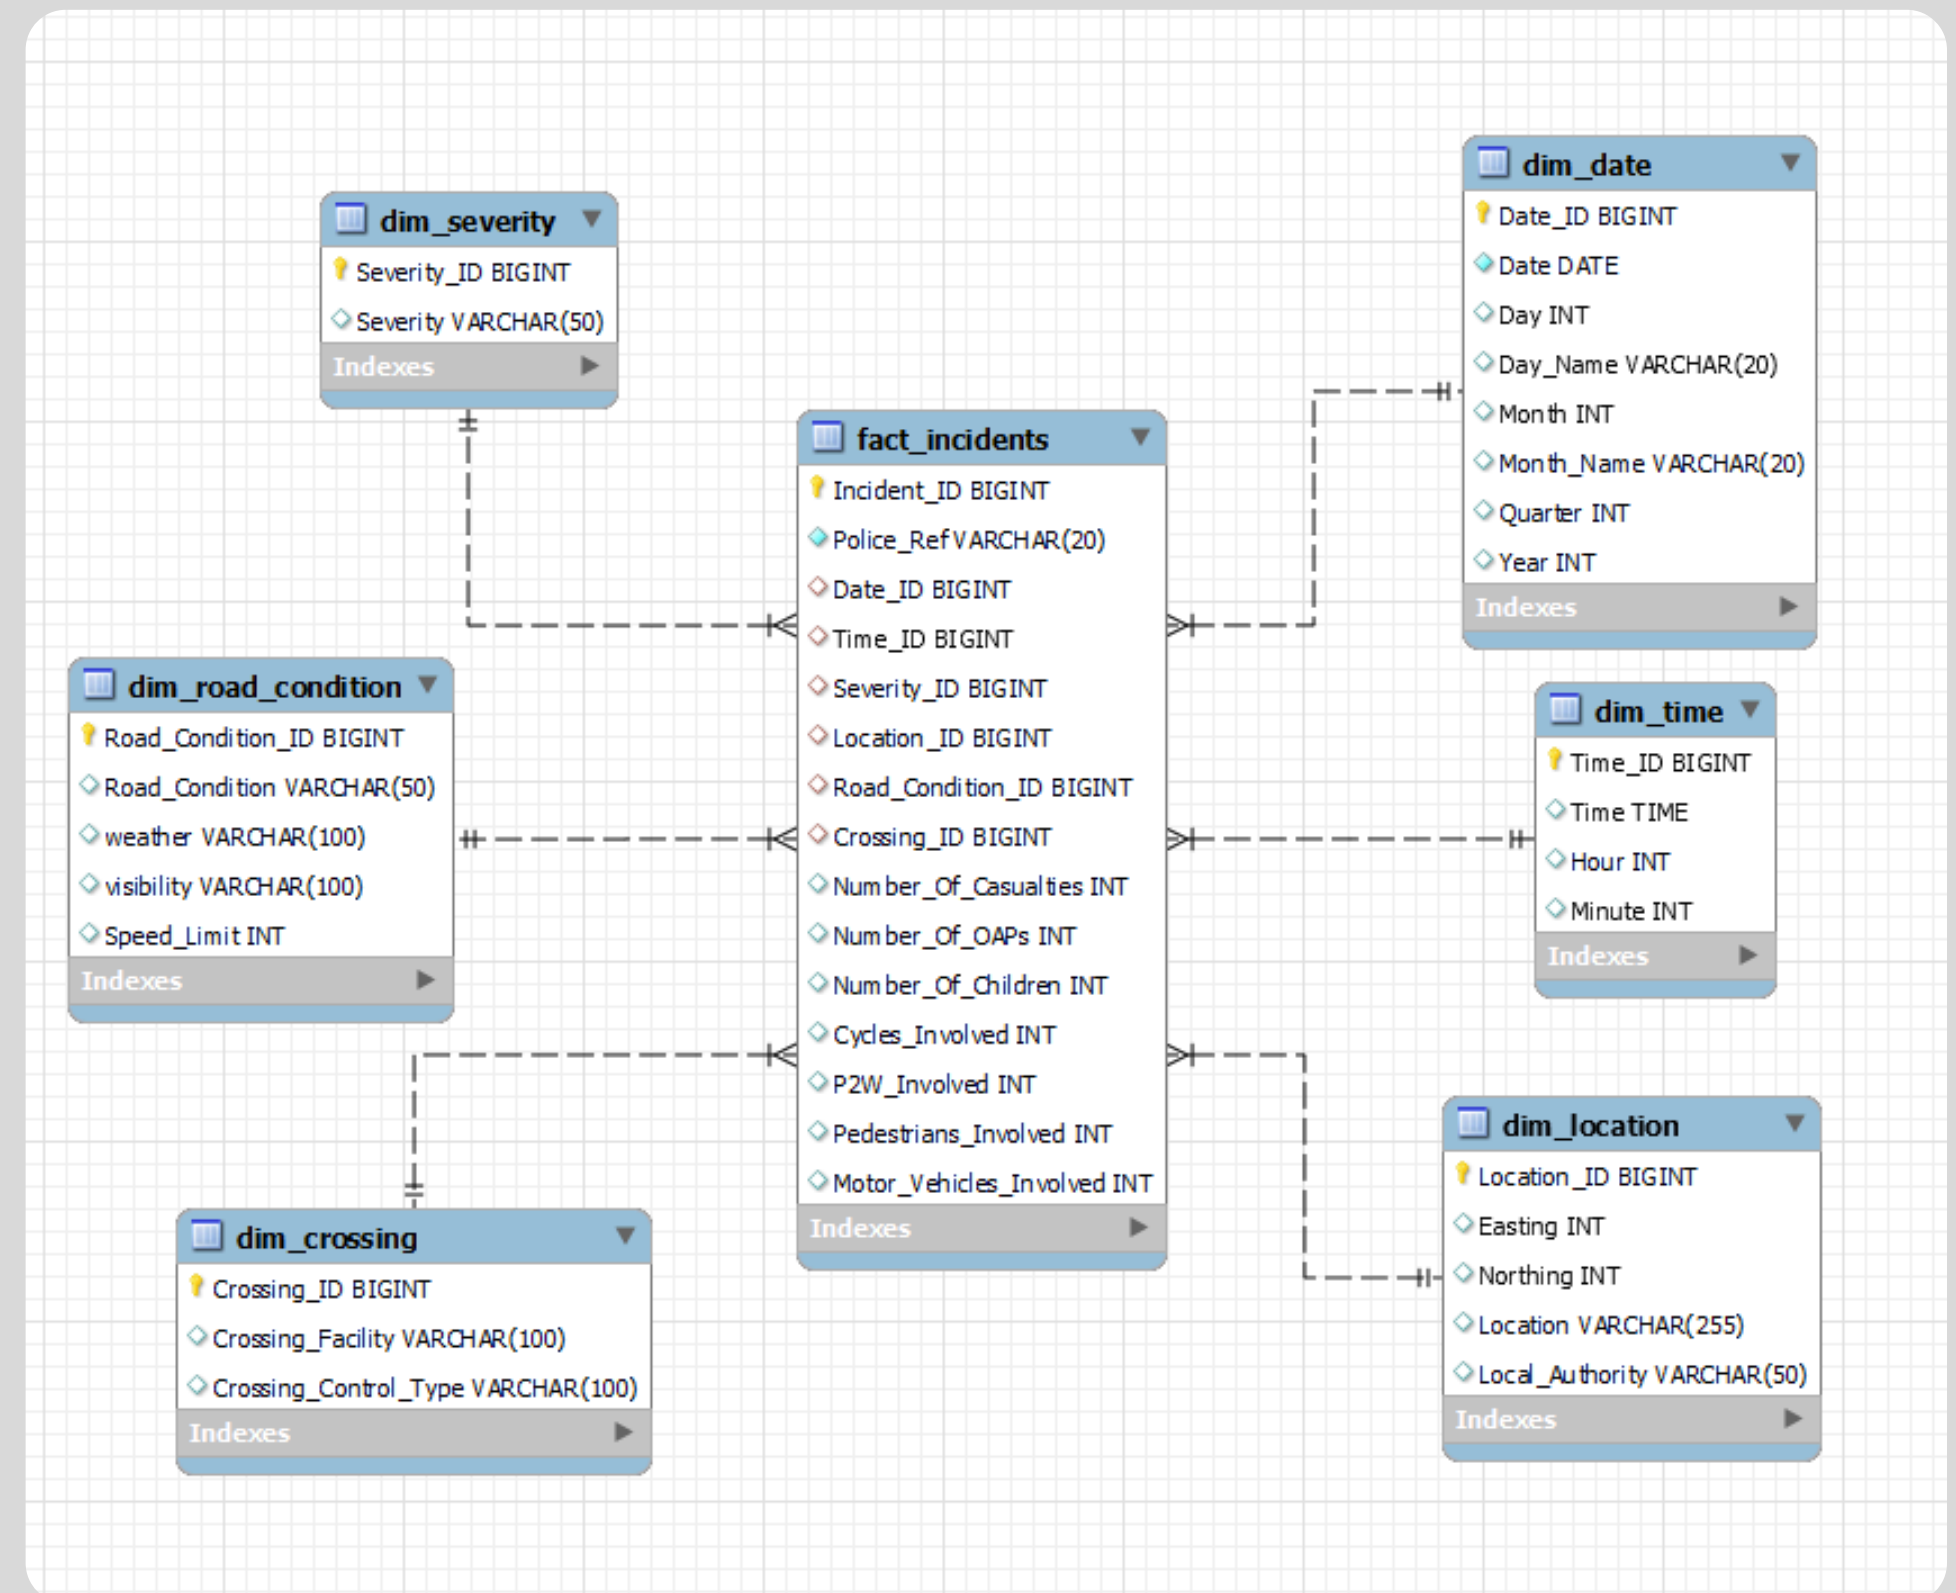 dim_severity
Severity_ID BIGINT
Severity VARCHAR(50)
Indexes
dim_road_condition
Road_Condition_ID BIGINT
Road_Condition VARCHAR(50)
weather VARCHAR(100)
visibility VARCHAR(100)
Speed_Limit INT
Indexes
dim_crossing
Crossing_ID BIGINT
Crossing_Facility VARCHAR(100)
Crossing_Control_Type VARCHAR(100)
Indexes
fact_incidents
Incident_ID BIGINT
Police_Ref VARCHAR(20)
Date_ID BIGINT
Time_ID BIGINT
Severity_ID BIGINT
Location_ID BIGINT
Road_Condition_ID BIGINT
Crossing_ID BIGINT
Number_Of_Casualties INT
Number_Of_OAPs INT
Number_Of_Children INT
Cycles_Involved INT
P2W_Involved INT
Pedestrians_Involved INT
Motor_Vehicles_Involved INT
Indexes
dim_date
Date_ID BIGINT
Date DATE
Day INT
Day_Name VARCHAR(20)
Month INT
Month_Name VARCHAR(20)
Quarter INT
Year INT
Indexes
dim_time
Time_ID BIGINT
Time TIME
Hour INT
Minute INT
Indexes
dim_location
Location_ID BIGINT
Easting INT
Northing INT
Location VARCHAR(255)
Local_Authority VARCHAR(50)
Indexes